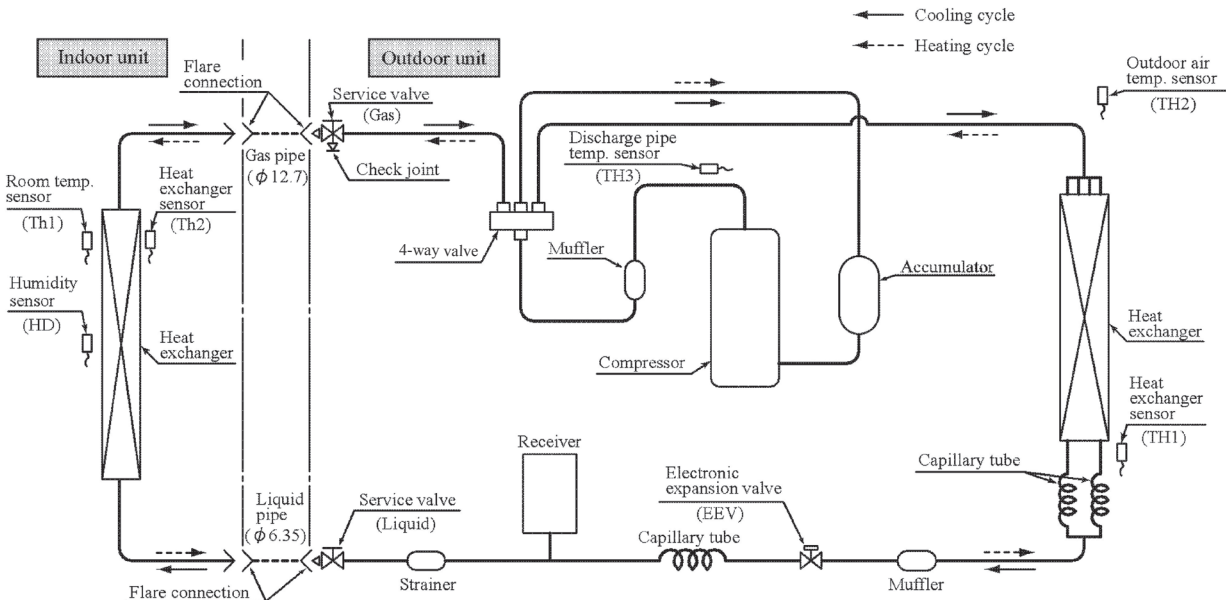 Cooling cycle
Heating cycle
Indoor unit
Outdoor unit
Flare
connection
Service valve
(Gas)
Check joint
Gas pipe
(ϕ 12.7)
Outdoor air
temp. sensor
(TH2)
Discharge pipe
temp. sensor
(TH3)
Room temp.
sensor
(Th1)
Heat
exchanger
sensor
(Th2)
4-way valve
Muffler
Accumulator
Humidity
sensor
(HD)
Heat
exchanger
Compressor
Heat
exchanger
Heat
exchanger
sensor
(TH1)
Capillary tube
Receiver
Electronic
expansion valve
(EEV)
Liquid
pipe
(ϕ 6.35)
Service valve
(Liquid)
Capillary tube
Strainer
Muffler
Flare connection